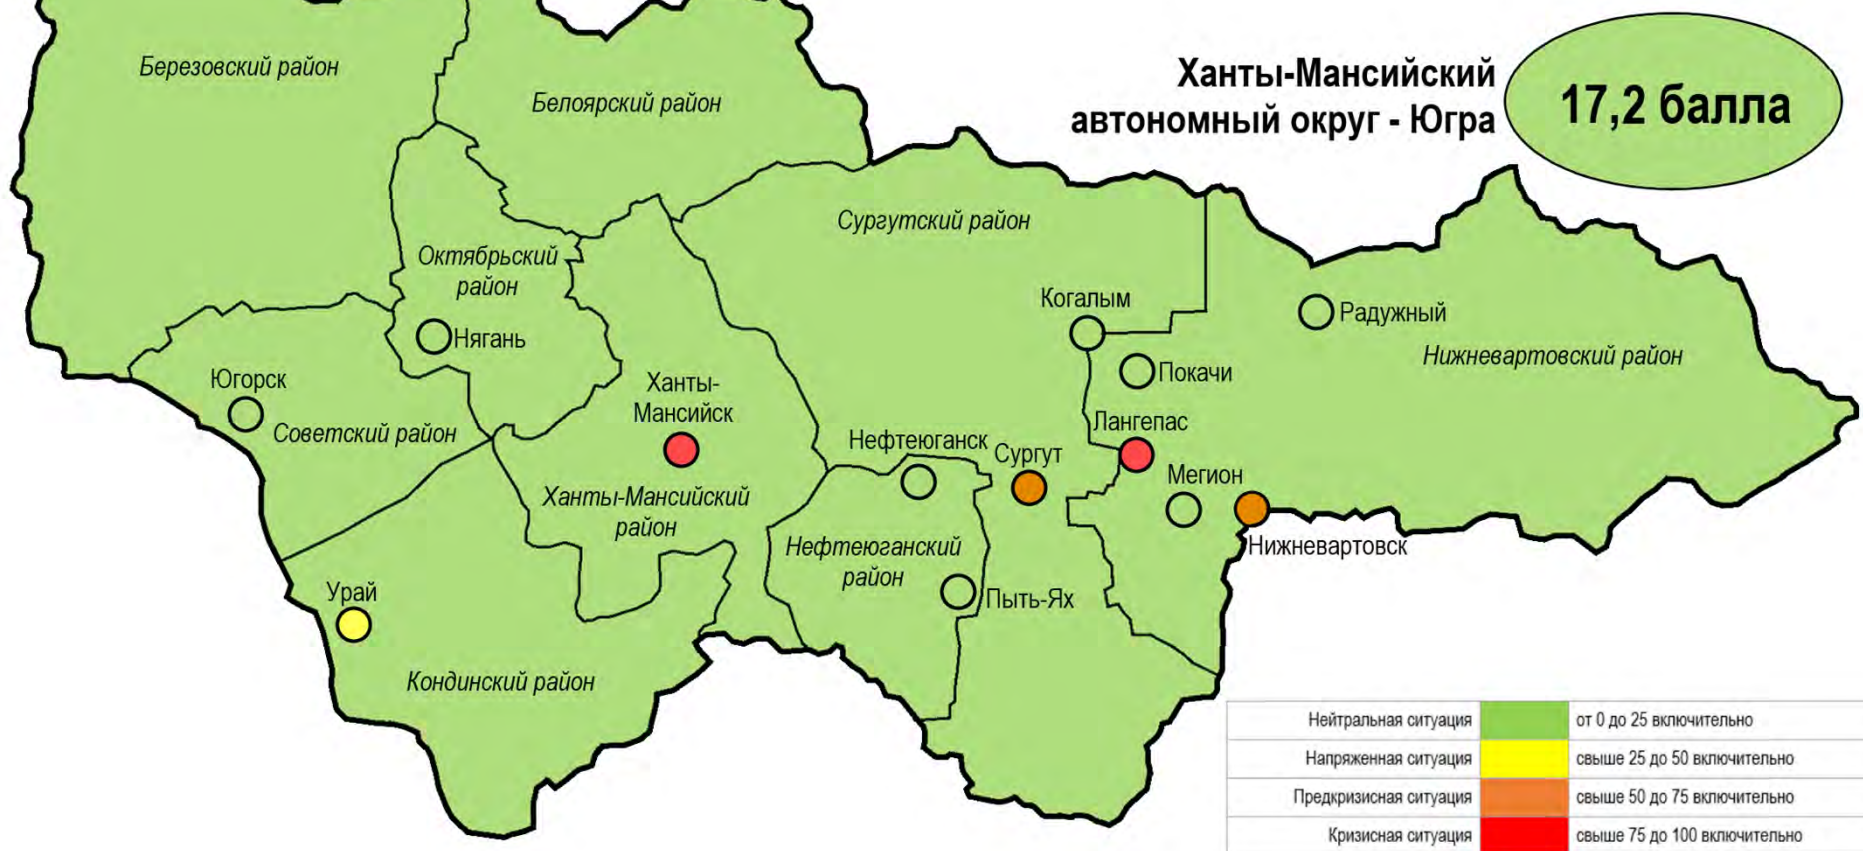 Ханты-Мансийский
автономный округ - Югра
17,2 балла
Березовский район
Белоярский район
Сургутский район
Октябрьский
район
Когалым
Радужный
Нягань
Нижневартовский район
Покачи
Югорск
Ханты-
Мансийск
Советский район
Лангепас
Нефтеюганск
Сургут
Мегион
Ханты-Мансийский
район
Нижневартовск
Нефтеюганский
район
Урай
Пыть-Ях
Кондинский район
Нейтральная ситуация от 0 до 25 включительно
Напряженная ситуация свыше 25 до 50 включительно
Предкризисная ситуация свыше 50 до 75 включительно
Кризисная ситуация свыше 75 до 100 включительно